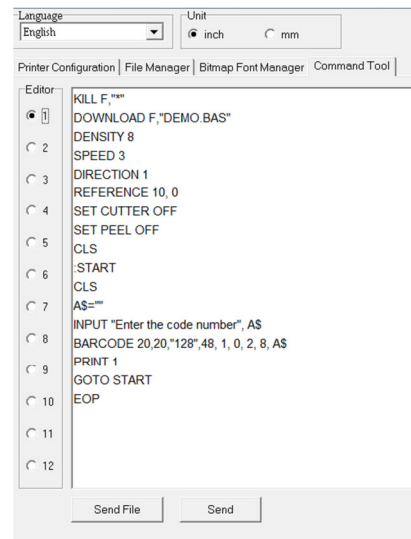 Language
Unit
English
inch
mm
Printer Configuration
File Manager
Bitmap Font Manager
Command Tool
Editor
1
2
3
4
5
6
7
8
9
10
11
12
KILL F,"*"
DOWNLOAD F,"DEMO.BAS"
DENSITY 8
SPEED 3
DIRECTION 1
REFERENCE 10, 0
SET CUTTER OFF
SET PEEL OFF
CLS
:START
CLS
A$=""
INPUT "Enter the code number", A$
BARCODE 20,20,"128",48, 1, 0, 2, 8, A$
PRINT 1
GOTO START
EOP
Send File
Send